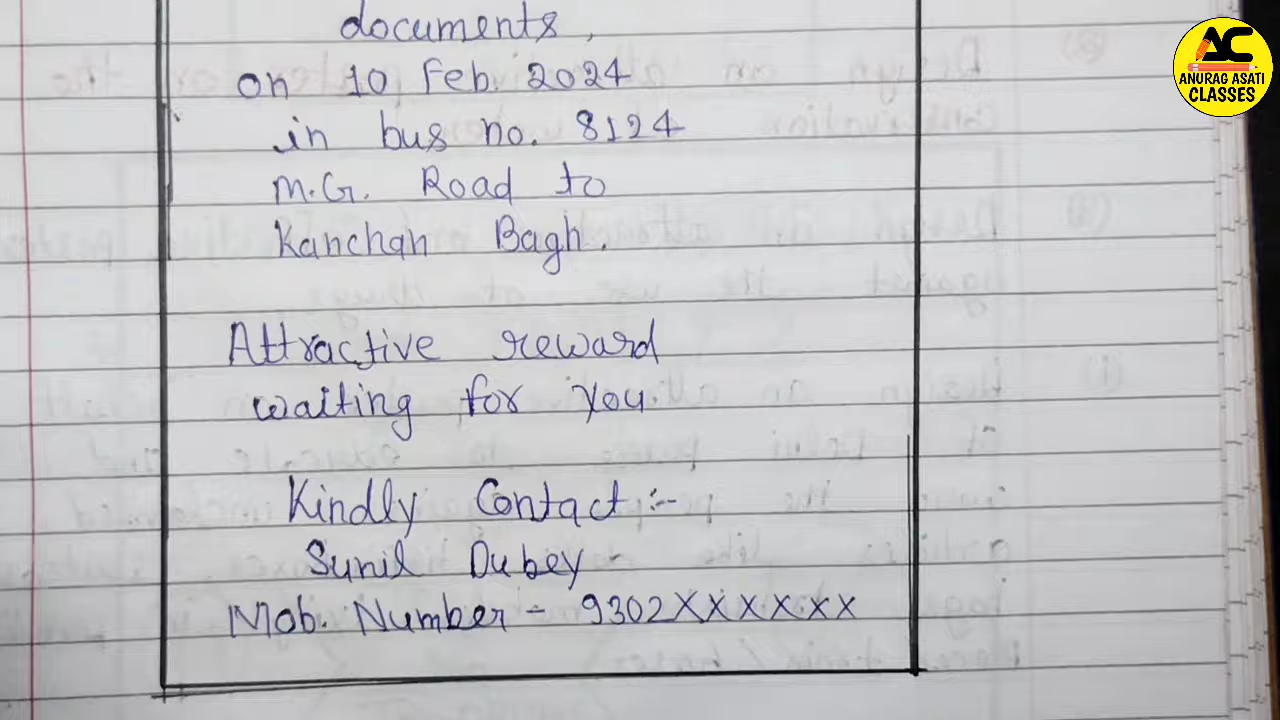 documents,
on 10 Feb. 2024
in bus no. 8124
M.G. Road to
Kanchan Bagh.
Attractive reward
waiting for you
Kindly Contact :-
Sunil Dubey -
Mob. Number - 9302XXXXXX
AC
ANURAG ASATI
CLASSES